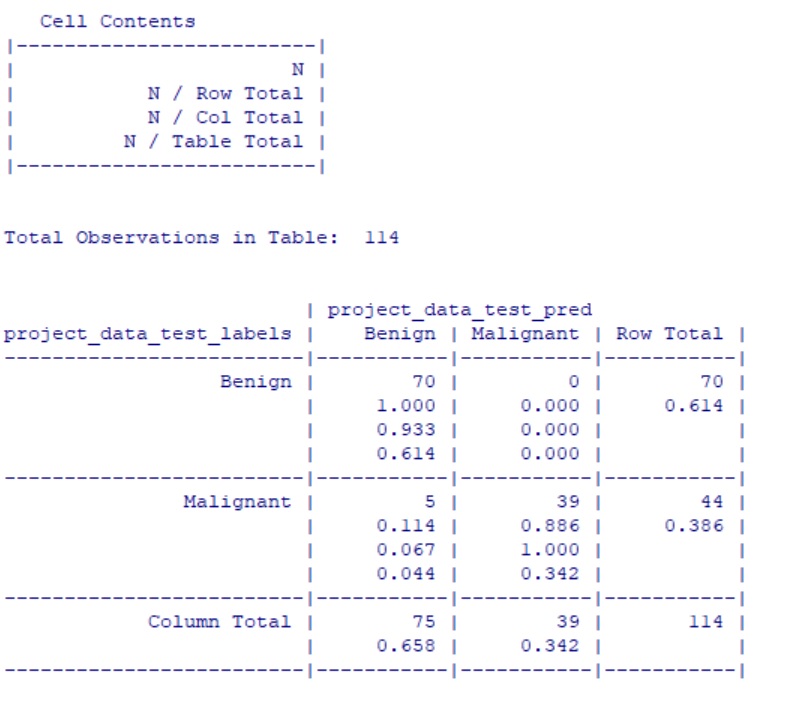 Cell Contents
|-------------------------|
| N |
| N / Row Total |
| N / Col Total |
| N / Table Total |
|-------------------------|
Total Observations in Table: 114
| project_data_test_pred
project_data_test_labels | Benign | Malignant | Row Total |
-------------------------|-----------|-----------|-----------|
Benign | 70 | 0 | 70 |
| 1.000 | 0.000 | 0.614 |
| 0.933 | 0.000 | |
| 0.614 | 0.000 | |
-------------------------|-----------|-----------|-----------|
Malignant | 5 | 39 | 44 |
| 0.114 | 0.886 | 0.386 |
| 0.067 | 1.000 | |
| 0.044 | 0.342 | |
-------------------------|-----------|-----------|-----------|
Column Total | 75 | 39 | 114 |
| 0.658 | 0.342 | |
-------------------------|-----------|-----------|-----------|